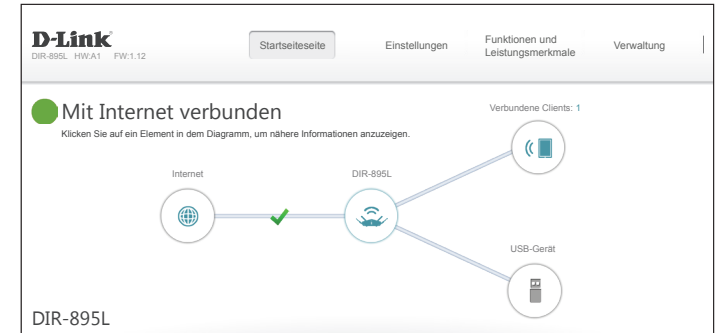 D-Link
DIR-895L HW:A1 FW:1.12
Startseiteseite
Einstellungen
Funktionen und
Leistungsmerkmale
Verwaltung
Mit Internet verbunden
Klicken Sie auf ein Element in dem Diagramm, um nähere Informationen anzuzeigen.
Verbundene Clients: 1
Internet
DIR-895L
USB-Gerät
DIR-895L